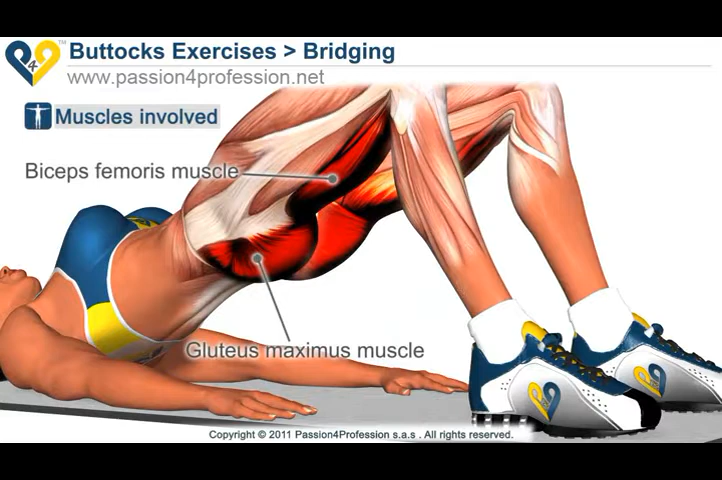 P4P™
Buttocks Exercises > Bridging
www.passion4profession.net
Muscles involved
Biceps femoris muscle
Gluteus maximus muscle
Copyright © 2011 Passion4Profession s.a.s . All rights reserved.